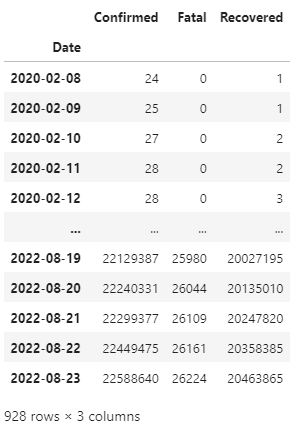 Confirmed Fatal Recovered
Date
2020-02-08 24 0 1
2020-02-09 25 0 1
2020-02-10 27 0 2
2020-02-11 28 0 2
2020-02-12 28 0 3
... ... ... ...
2022-08-19 22129387 25980 20027195
2022-08-20 22240331 26044 20135010
2022-08-21 22299377 26109 20247820
2022-08-22 22449475 26161 20358385
2022-08-23 22588640 26224 20463865
928 rows × 3 columns